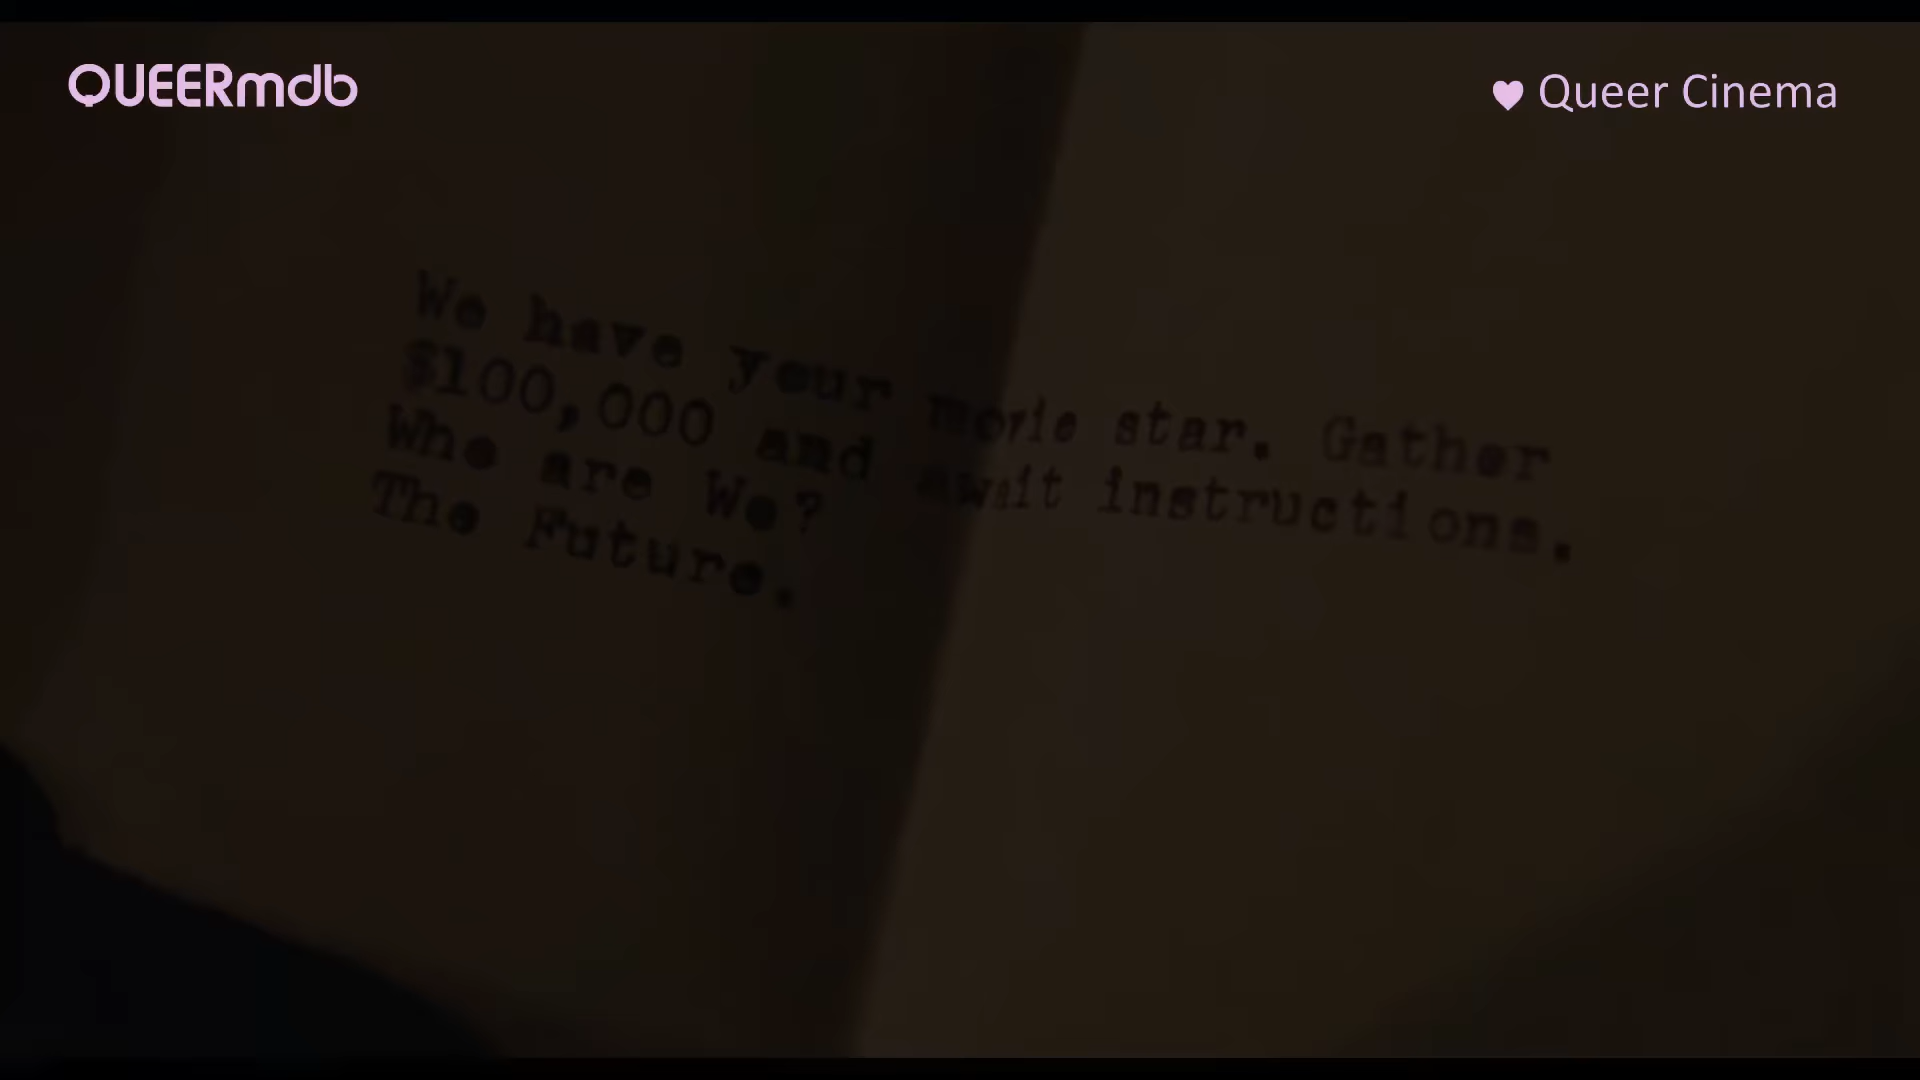 QUEERmdb
♥ Queer Cinema
We have your movie star. Gather
$100,000 and await instructions.
Who are We?
The Future.